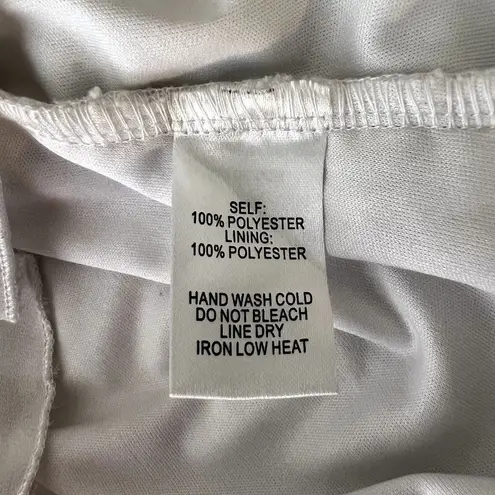 SELF:
100% POLYESTER
LINING:
100% POLYESTER
HAND WASH COLD
DO NOT BLEACH
LINE DRY
IRON LOW HEAT